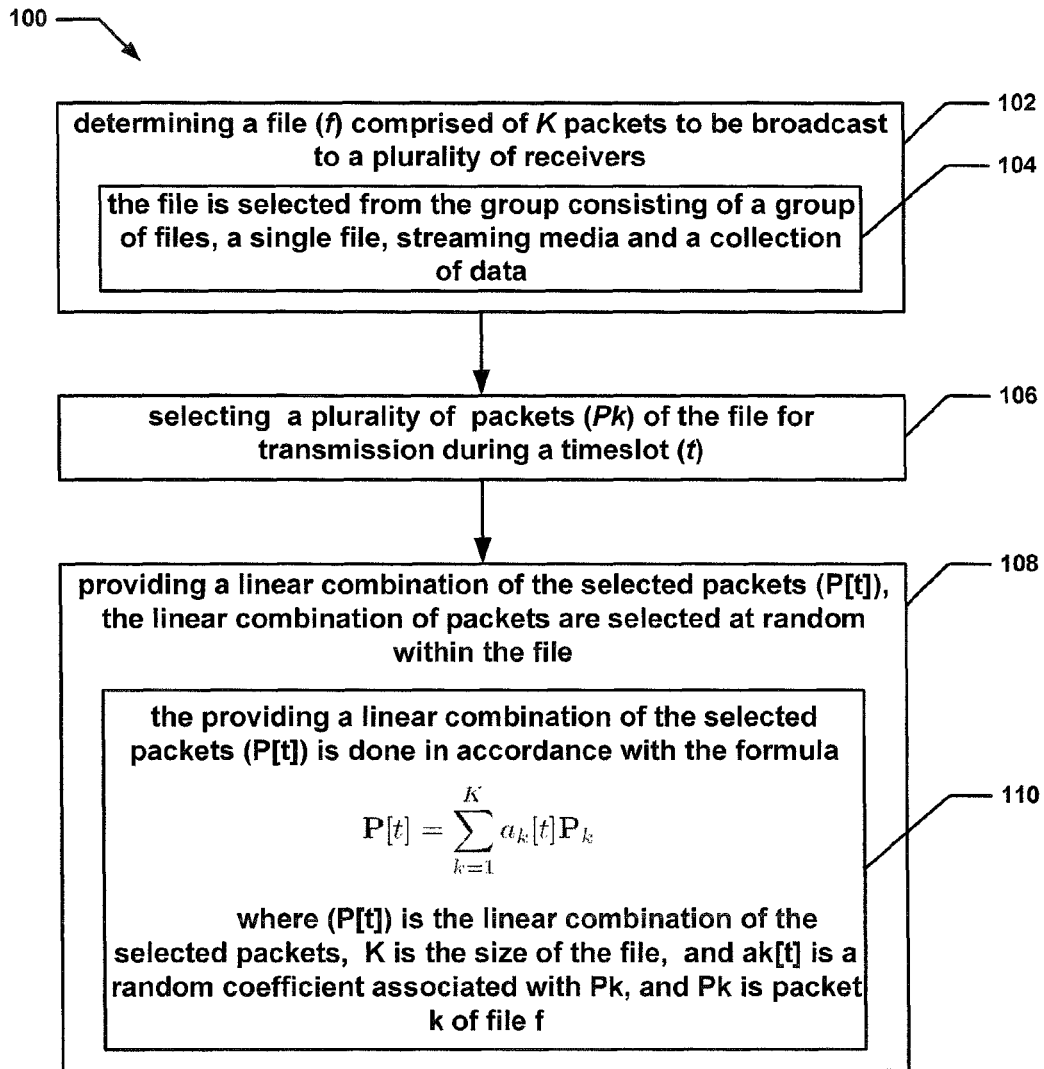 100
determining a file (f) comprised of K packets to be broadcast
to a plurality of receivers
102
the file is selected from the group consisting of a group
of files, a single file, streaming media and a collection
of data
104
selecting a plurality of packets (Pk) of the file for
transmission during a timeslot (t)
106
providing a linear combination of the selected packets (P[t]),
the linear combination of packets are selected at random
within the file
108
the providing a linear combination of the selected
packets (P[t]) is done in accordance with the formula
P[t] = ∑_{k=1}^{K} a_k[t]P_k
where (P[t]) is the linear combination of the
selected packets, K is the size of the file, and ak[t] is a
random coefficient associated with Pk, and Pk is packet
k of file f
110